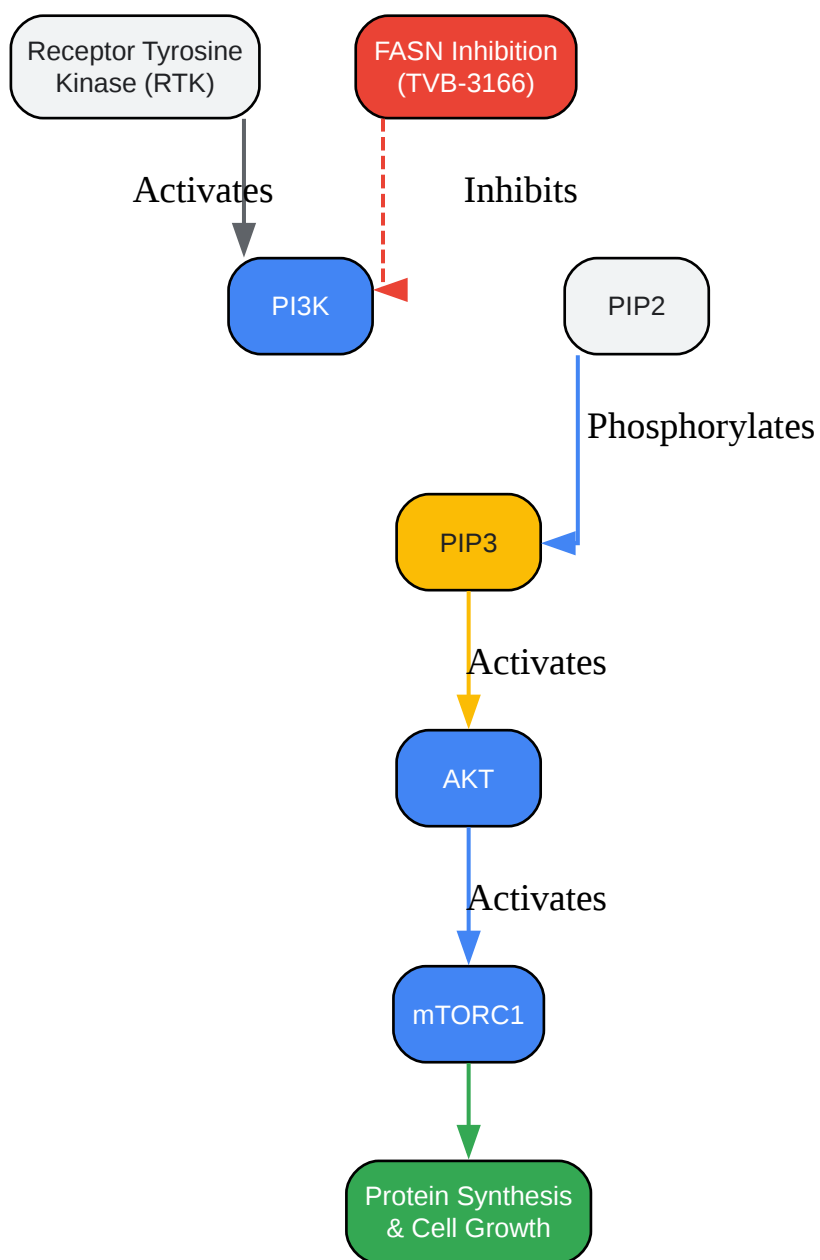 Receptor Tyrosine
Kinase (RTK)
FASN Inhibition
(TVB-3166)
Activates
Inhibits
PI3K
PIP2
Phosphorylates
PIP3
Activates
AKT
Activates
mTORC1
Protein Synthesis
& Cell Growth